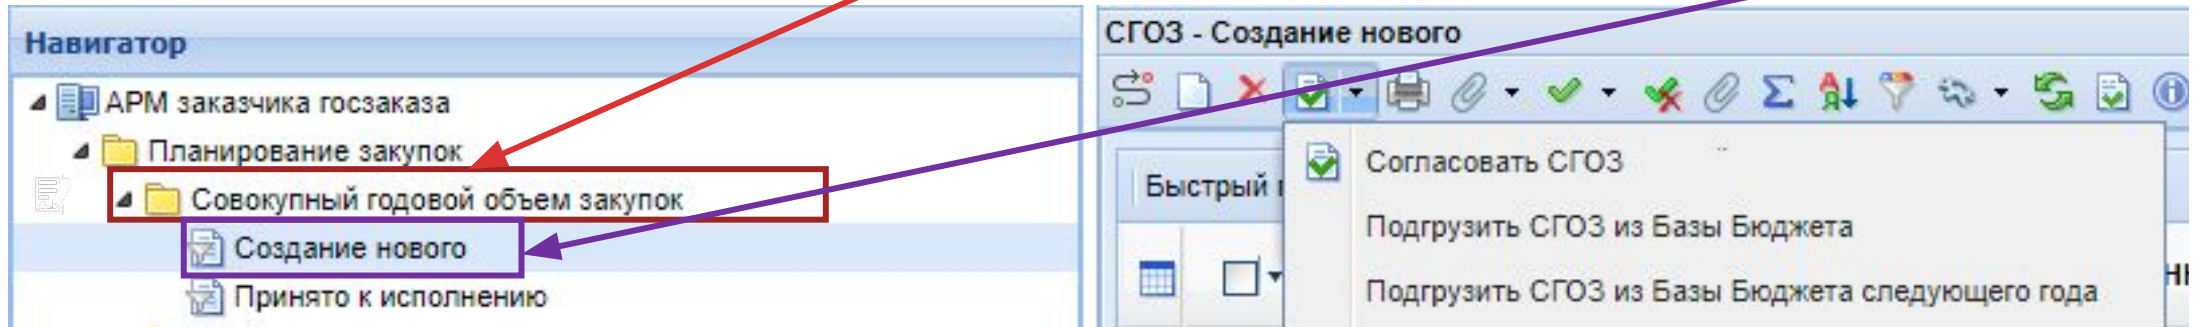 Навигатор
АРМ заказчика госзаказа
Планирование закупок
Совокупный годовой объем закупок
Создание нового
Принято к исполнению
СГОЗ - Создание нового
Быстрый
Согласовать СГОЗ
Подгрузить СГОЗ из Базы Бюджета
Подгрузить СГОЗ из Базы Бюджета следующего года